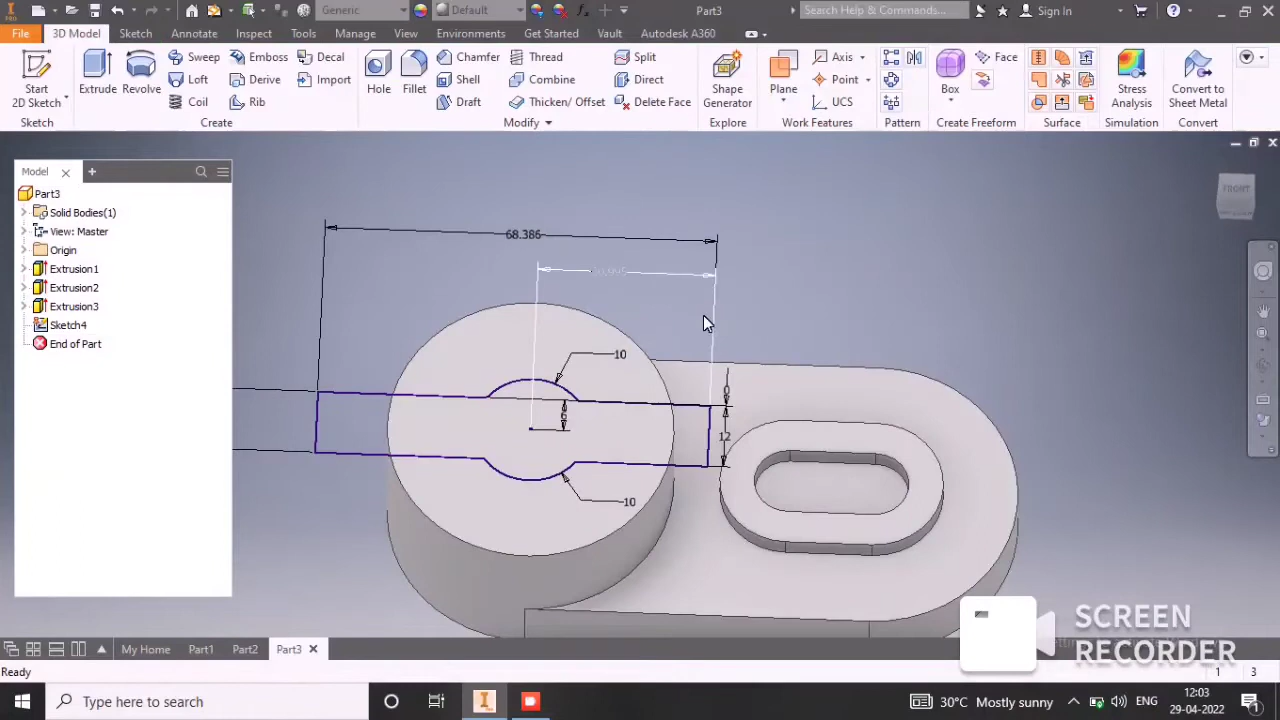 PRO
Generic
Default
Part3
Search Help & Commands...
Sign In
File
3D Model
Sketch
Annotate
Inspect
Tools
Manage
View
Environments
Get Started
Vault
Autodesk A360
Start
2D Sketch
Extrude
Revolve
Sweep
Loft
Coil
Emboss
Derive
Rib
Decal
Import
Hole
Fillet
Chamfer
Shell
Draft
Thread
Combine
Thicken/ Offset
Split
Direct
Delete Face
Shape
Generator
Plane
Axis
Point
UCS
Box
Face
Stress
Analysis
Convert to
Sheet Metal
Sketch
Create
Modify
Explore
Work Features
Pattern
Create Freeform
Surface
Simulation
Convert
Model
Part3
Solid Bodies(1)
View: Master
Origin
Extrusion1
Extrusion2
Extrusion3
Sketch4
End of Part
FRONT
68.386
10
6
0
12
10
SCREEN
RECORDER
My Home
Part1
Part2
Part3
Ready
1
3
Type here to search
30°C Mostly sunny
ENG
12:03
29-04-2022